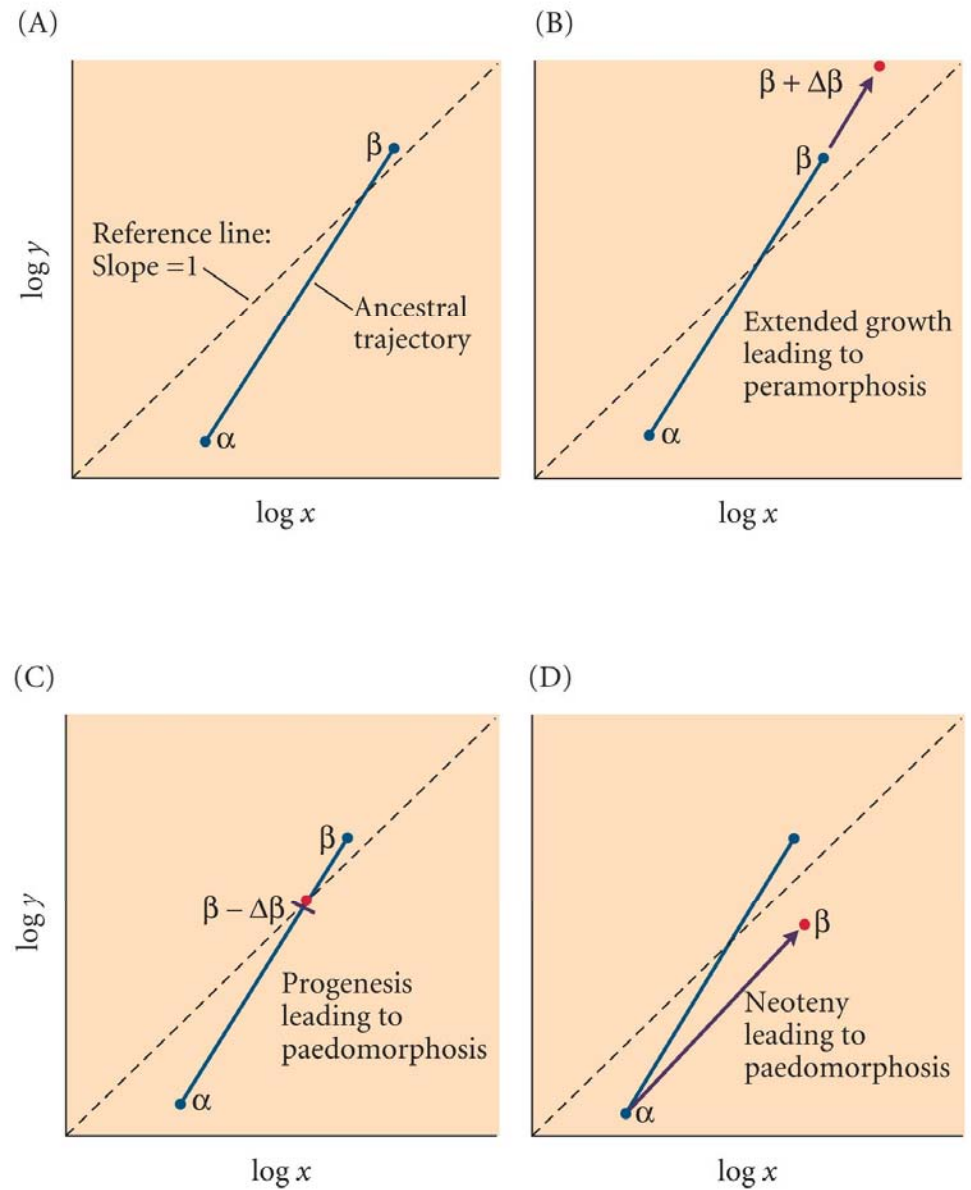 (A)
β
Reference line:
Slope =1
Ancestral
trajectory
α
log y
log x
(B)
β + Δβ
β
Extended growth
leading to
peramorphosis
α
log x
(C)
β
β − Δβ
Progenesis
leading to
paedomorphosis
α
log y
log x
(D)
β
Neoteny
leading to
paedomorphosis
α
log x